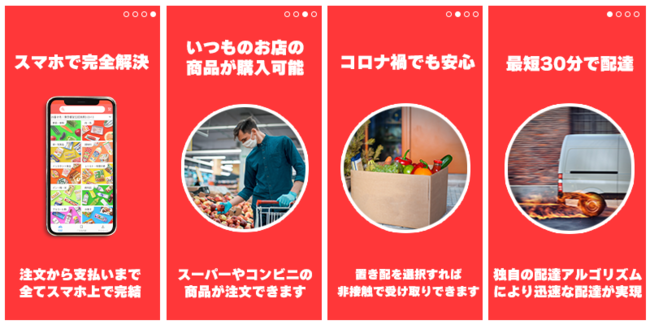 スマホで完全解決
注文から支払いまで
全てスマホ上で完結
いつものお店の
商品が購入可能
スーパーやコンビニの
商品が注文できます
コロナ禍でも安心
置き配を選択すれば
非接触で受け取りできます
最短30分で配達
独自の配達アルゴリズム
により迅速な配達が実現